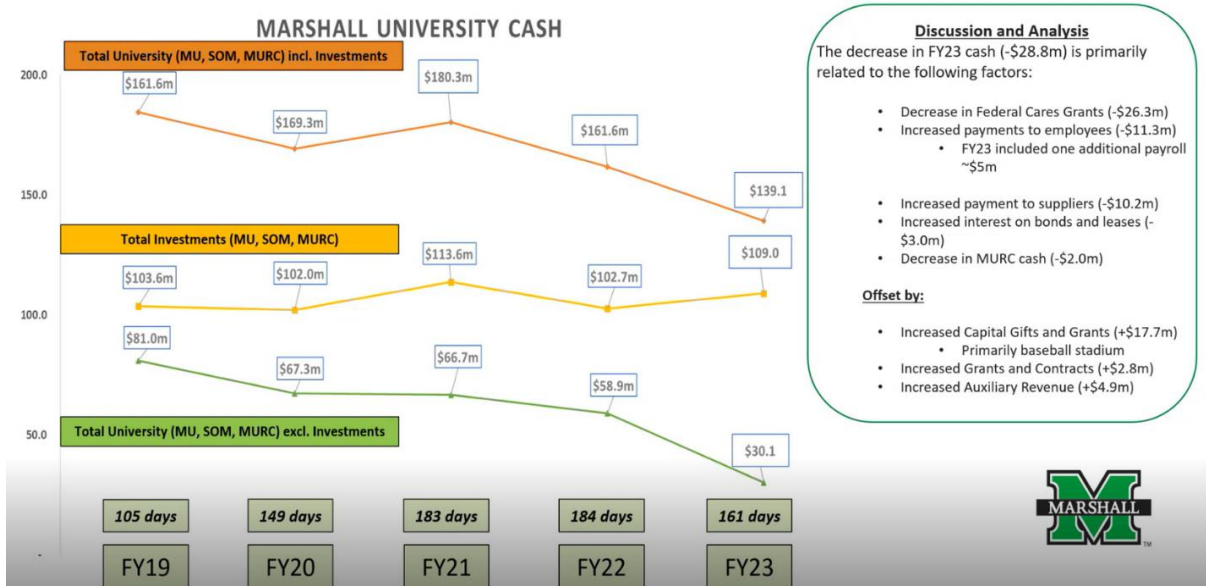 MARSHALL UNIVERSITY CASH
Total University (MU, SOM, MURC) incl. Investments
200.0
$161.6m
$169.3m
$180.3m
$161.6m
$139.1
150.0
Total Investments (MU, SOM, MURC)
$103.6m
$102.0m
$113.6m
$102.7m
$109.0
100.0
$81.0m
$67.3m
$66.7m
$58.9m
$30.1
Total University (MU, SOM, MURC) excl. Investments
50.0
105 days
149 days
183 days
184 days
161 days
-
FY19
FY20
FY21
FY22
FY23
Discussion and Analysis
The decrease in FY23 cash (-$28.8m) is primarily
related to the following factors:
• Decrease in Federal Cares Grants (-$26.3m)
• Increased payments to employees (-$11.3m)
• FY23 included one additional payroll
~$5m
• Increased payment to suppliers (-$10.2m)
• Increased interest on bonds and leases (-
$3.0m)
• Decrease in MURC cash (-$2.0m)
Offset by:
• Increased Capital Gifts and Grants (+$17.7m)
• Primarily baseball stadium
• Increased Grants and Contracts (+$2.8m)
• Increased Auxiliary Revenue (+$4.9m)
M
MARSHALL
TM